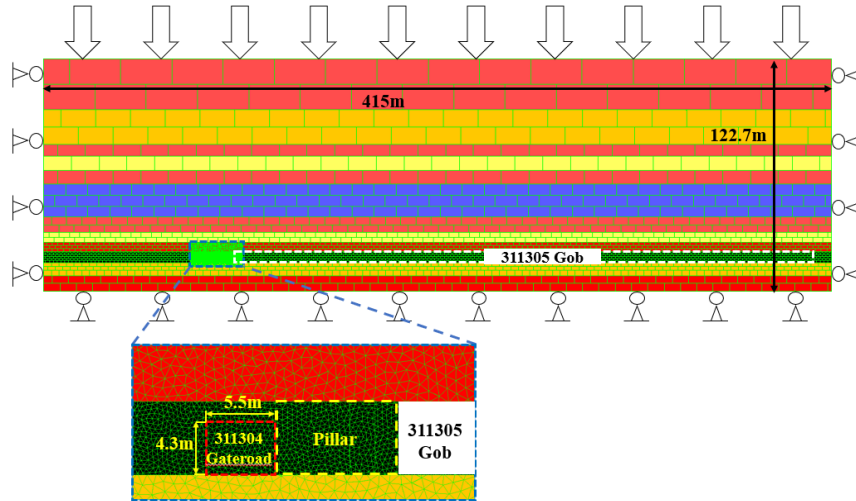 415m
122.7m
311305 Gob
5.5m
4.3m
311304
Gateroad
Pillar
311305
Gob